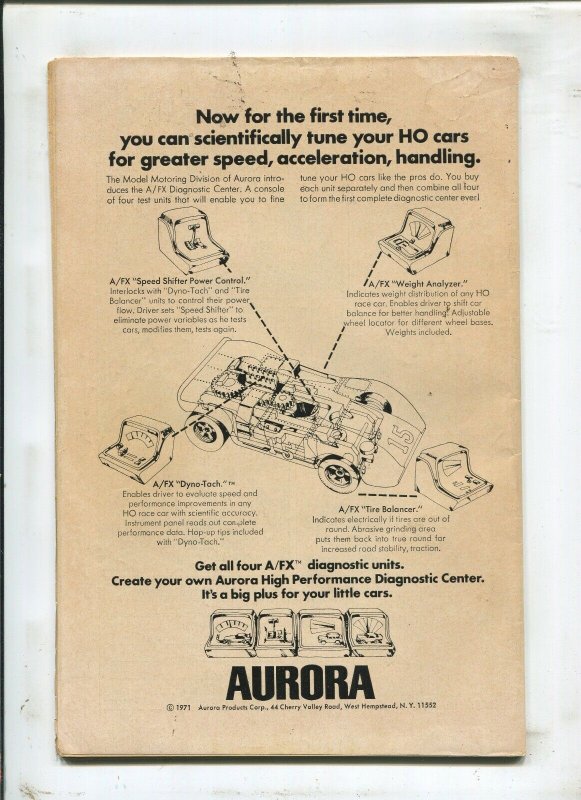 Now for the first time,
you can scientifically tune your HO cars
for greater speed, acceleration, handling.
The Model Motoring Division of Aurora intro-
duces the A/FX Diagnostic Center. A console
of four test units that will enable you to fine
tune your HO cars like the pros do. You buy
each unit separately and then combine all four
to form the first complete diagnostic center ever!
A/FX "Speed Shifter Power Control."
Interlocks with "Dyno-Tach" and "Tire
Balancer" units to control their power
flow. Driver sets "Speed Shifter" to
eliminate power variables as he tests
cars, modifies them, tests again.
A/FX "Weight Analyzer."
Indicates weight distribution of any HO
race car. Enables driver to shift car
balance for better handling. Adjustable
wheel locator for different wheel bases.
Weights included.
15
A/FX "Dyno-Tach."™
Enables driver to evaluate speed and
performance improvements in any
HO race car with scientific accuracy.
Instrument panel reads out complete
performance data. Hop-up tips included
with "Dyno-Tach."
A/FX "Tire Balancer."
Indicates electrically if tires are out of
round. Abrasive grinding area
puts them back into true round for
increased road stability, traction.
Get all four A/FX™ diagnostic units.
Create your own Aurora High Performance Diagnostic Center.
It's a big plus for your little cars.
AURORA
© 1971 Aurora Products Corp., 44 Cherry Valley Road, West Hempstead, N. Y. 11552